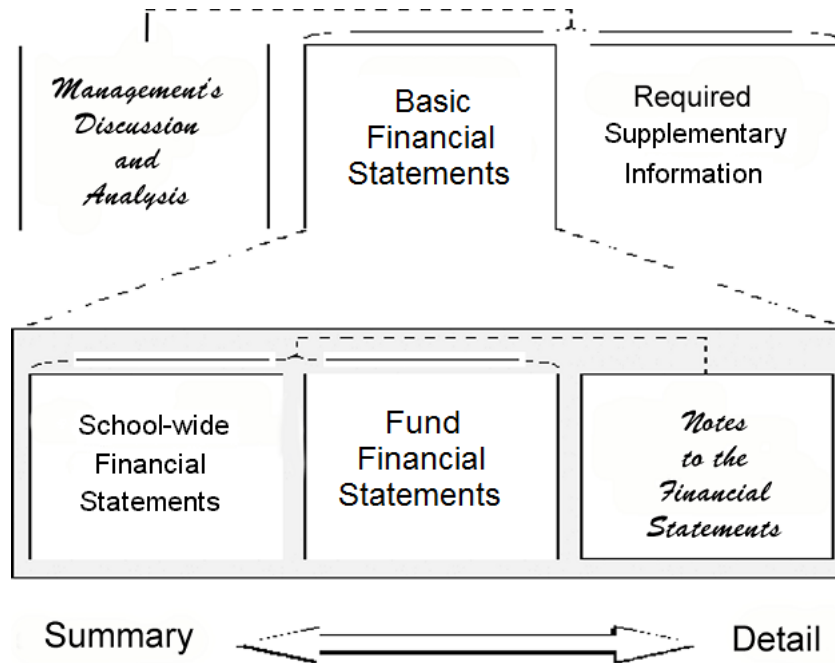 Management's
Discussion
and
Analysis
Basic
Financial
Statements
Required
Supplementary
Information
School-wide
Financial
Statements
Fund
Financial
Statements
Notes
to the
Financial
Statements
Summary
Detail